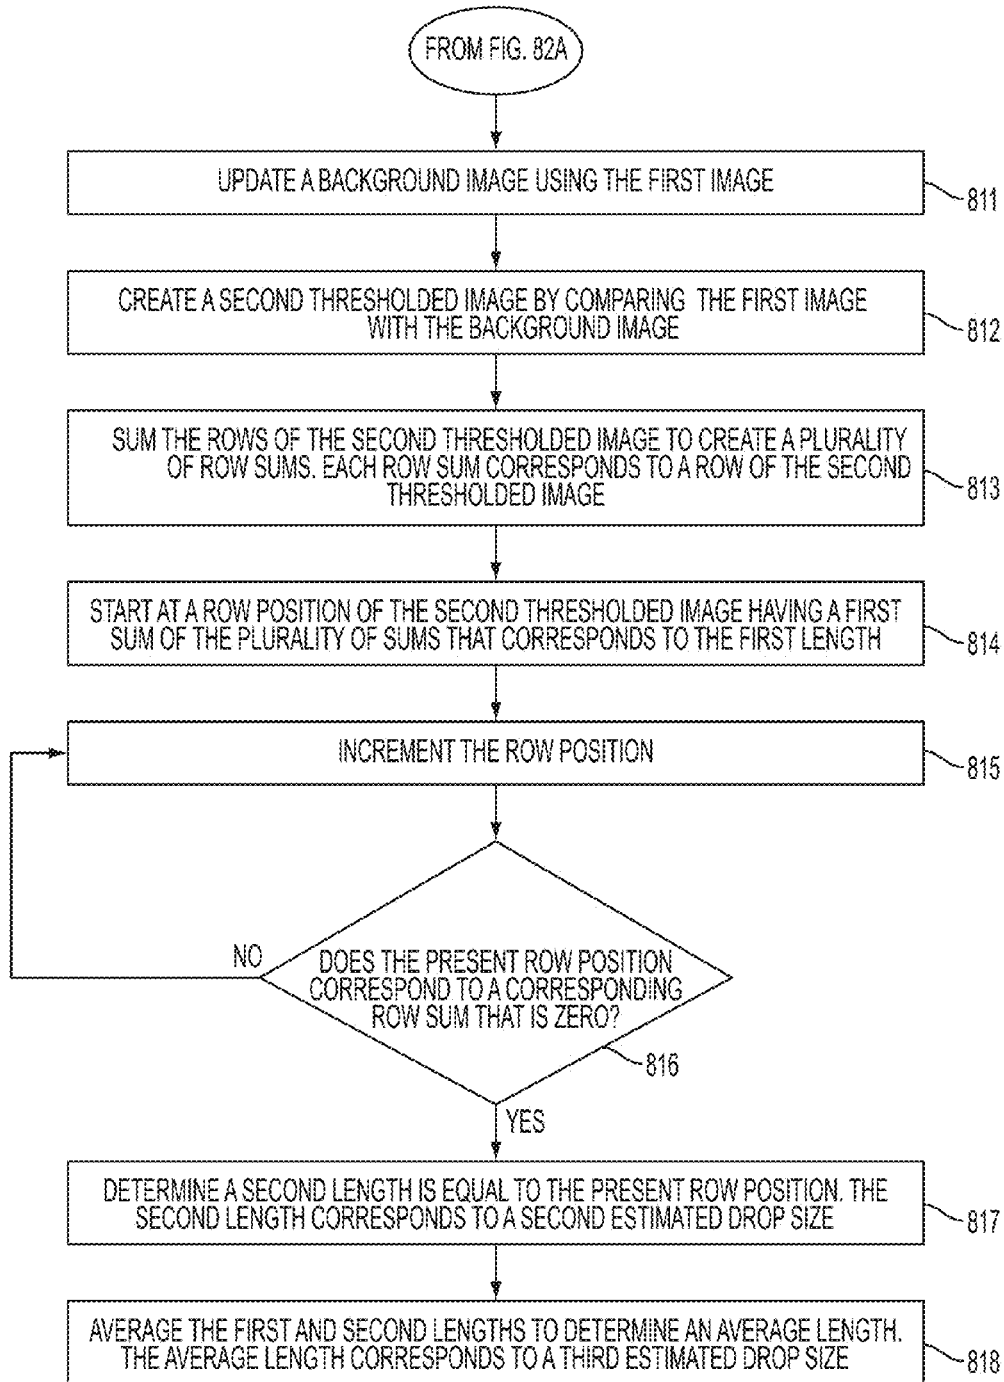 FROM FIG. 82A
UPDATE A BACKGROUND IMAGE USING THE FIRST IMAGE
811
CREATE A SECOND THRESHOLDED IMAGE BY COMPARING THE FIRST IMAGE
WITH THE BACKGROUND IMAGE
812
SUM THE ROWS OF THE SECOND THRESHOLDED IMAGE TO CREATE A PLURALITY
OF ROW SUMS. EACH ROW SUM CORRESPONDS TO A ROW OF THE SECOND
THRESHOLDED IMAGE
813
START AT A ROW POSITION OF THE SECOND THRESHOLDED IMAGE HAVING A FIRST
SUM OF THE PLURALITY OF SUMS THAT CORRESPONDS TO THE FIRST LENGTH
814
INCREMENT THE ROW POSITION
815
NO
DOES THE PRESENT ROW POSITION
CORRESPOND TO A CORRESPONDING
ROW SUM THAT IS ZERO?
816
YES
DETERMINE A SECOND LENGTH IS EQUAL TO THE PRESENT ROW POSITION. THE
SECOND LENGTH CORRESPONDS TO A SECOND ESTIMATED DROP SIZE
817
AVERAGE THE FIRST AND SECOND LENGTHS TO DETERMINE AN AVERAGE LENGTH.
THE AVERAGE LENGTH CORRESPONDS TO A THIRD ESTIMATED DROP SIZE
818